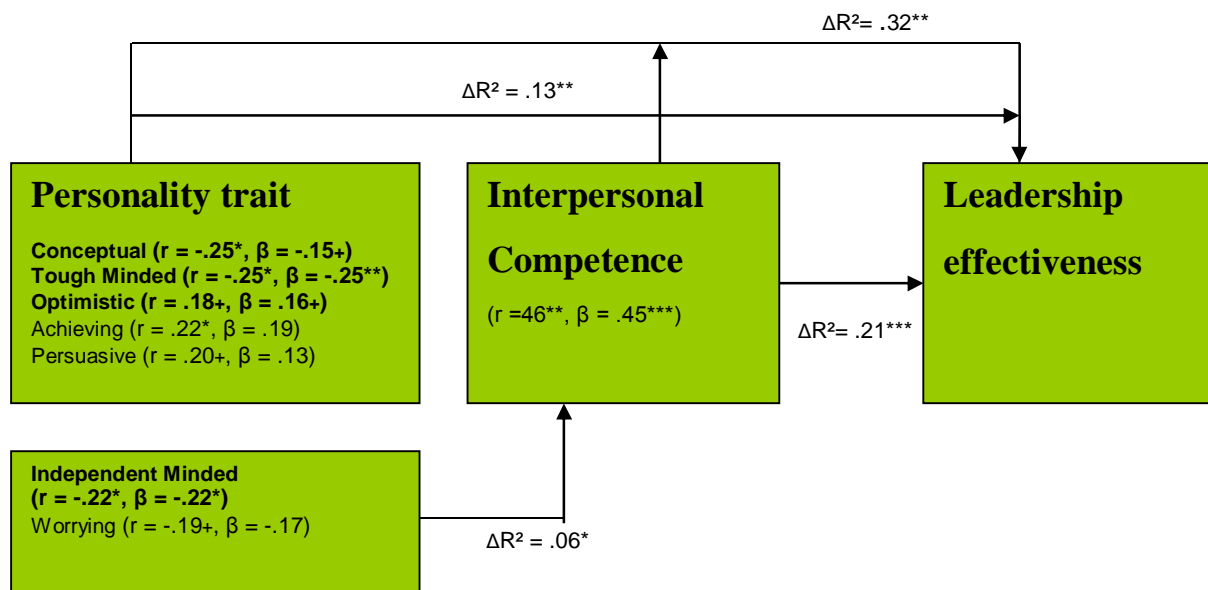 ΔR²= .32**
ΔR² = .13**
Personality trait
Conceptual (r = -.25*, β = -.15+)
Tough Minded (r = -.25*, β = -.25**)
Optimistic (r = .18+, β = .16+)
Achieving (r = .22*, β = .19)
Persuasive (r = .20+, β = .13)
Interpersonal
Competence
(r =46**, β = .45***)
Leadership
effectiveness
ΔR²= .21***
Independent Minded
(r = -.22*, β = -.22*)
Worrying (r = -.19+, β = -.17)
ΔR² = .06*